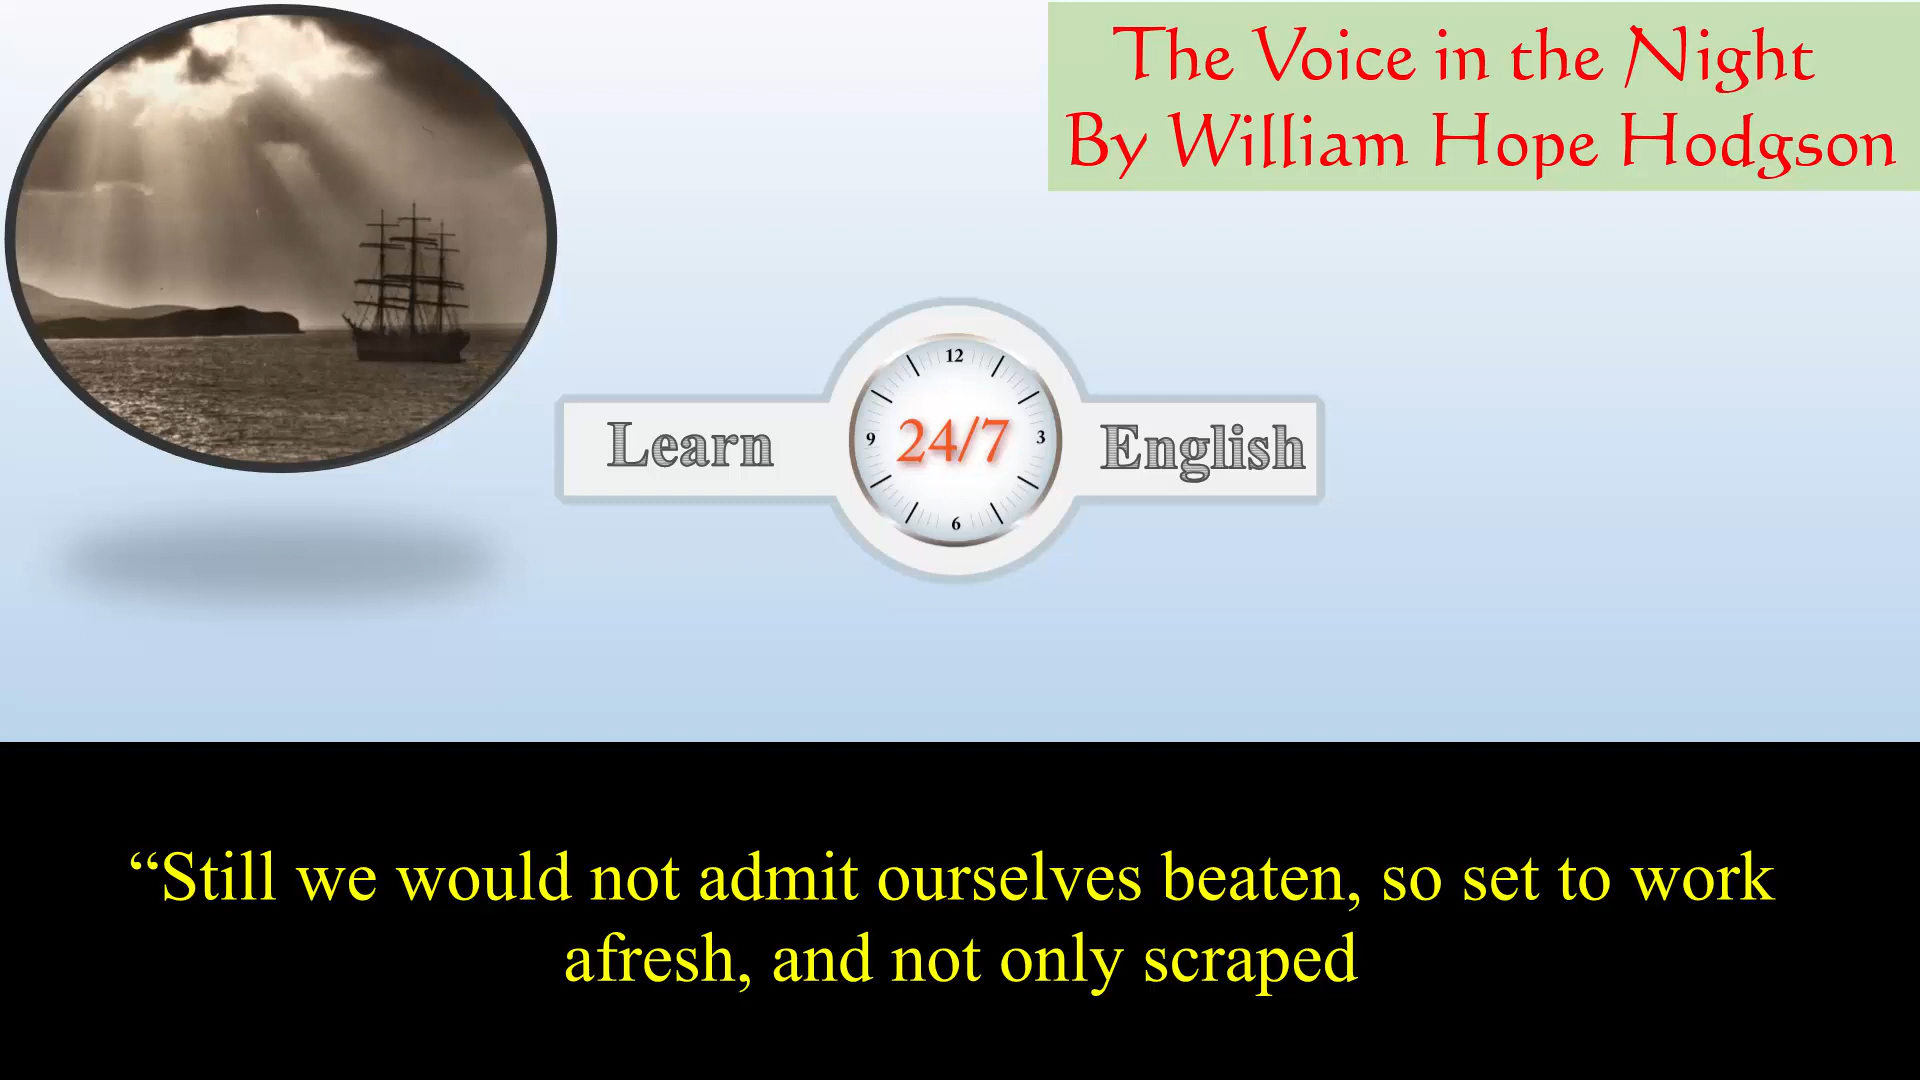 The Voice in the Night
By William Hope Hodgson
12
Learn
9
24/7
3
English
6
“Still we would not admit ourselves beaten, so set to work
afresh, and not only scraped